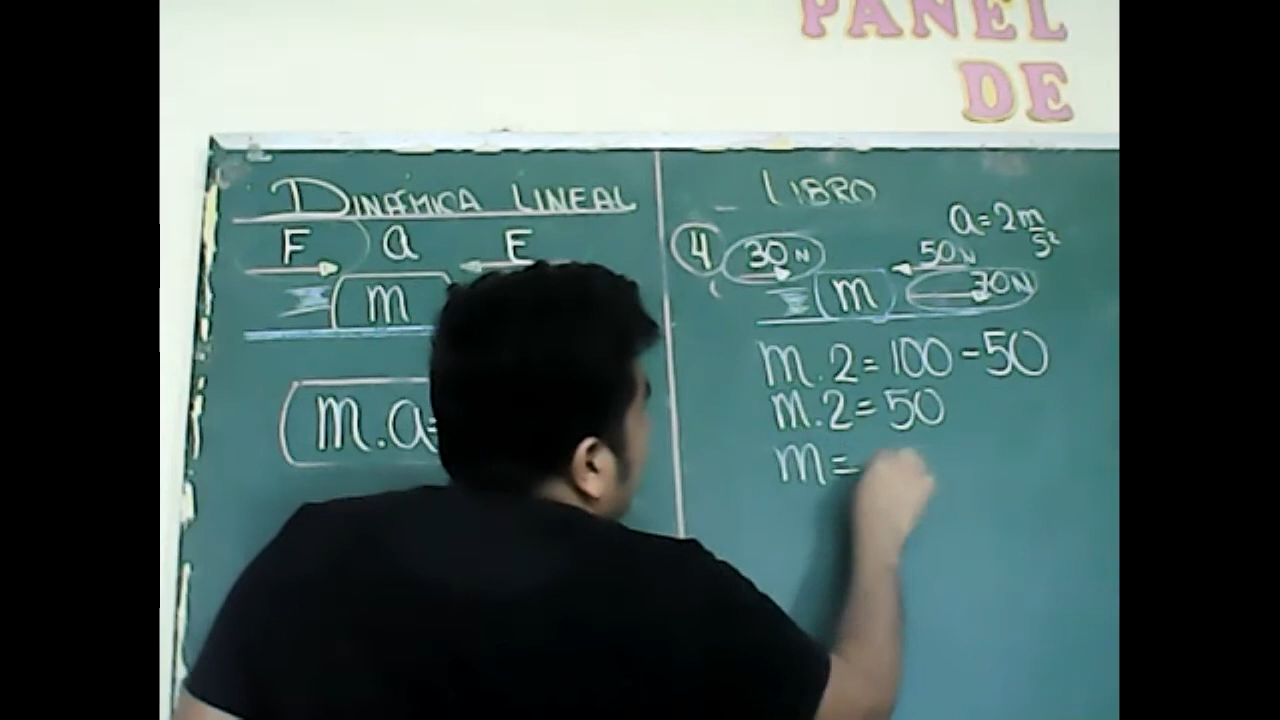 PANEL
DE
DINÁMICA LINEAL
F a F
m
m.a=
LIBRO
a=2m/s²
4 30N 50N
m 70N
m.2=100-50
m.2=50
m=